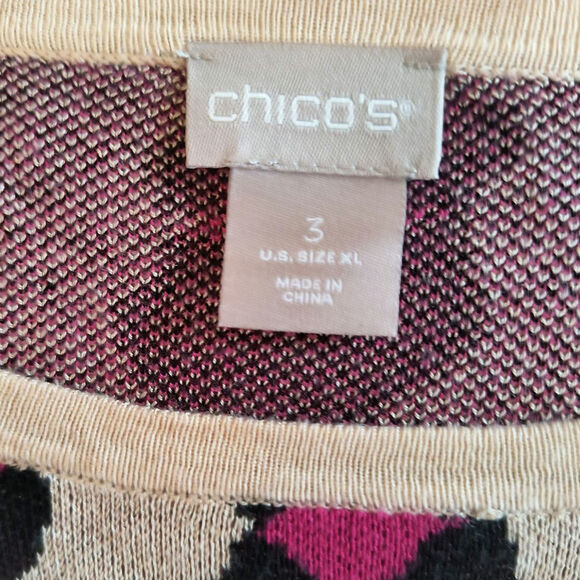 chico's®
3
U.S. SIZE XL
MADE IN
CHINA